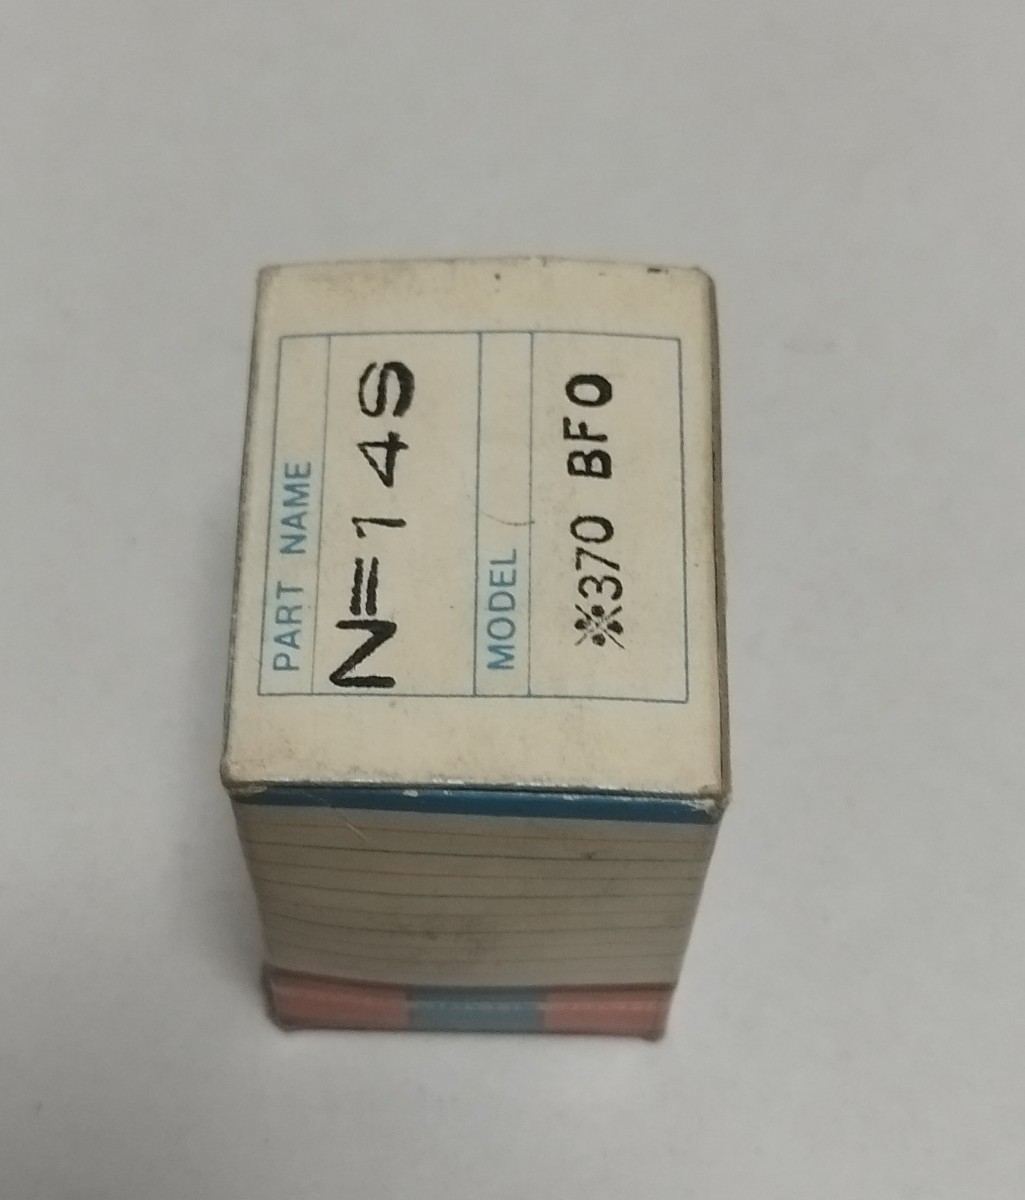 PART NAME
N=14S
MODEL
※370 BFO